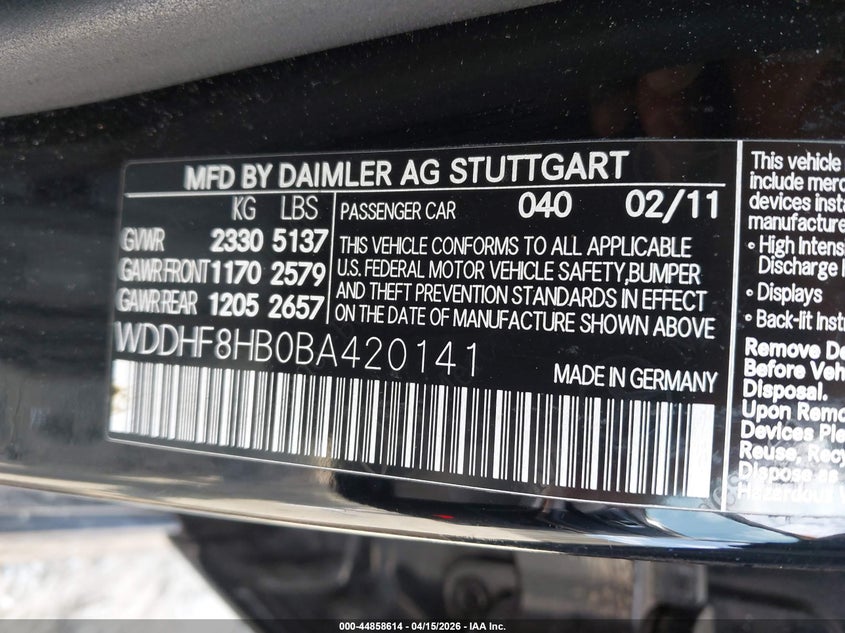 MFD BY DAIMLER AG STUTTGART
KG LBS
GVWR 2330 5137
GAWR FRONT 1170 2579
GAWR REAR 1205 2657
PASSENGER CAR 040 02/11
THIS VEHICLE CONFORMS TO ALL APPLICABLE
U.S. FEDERAL MOTOR VEHICLE SAFETY,BUMPER
AND THEFT PREVENTION STANDARDS IN EFFECT
ON THE DATE OF MANUFACTURE SHOWN ABOVE
WDDHF8HB0BA420141
MADE IN GERMANY
This vehicle
include merc
devices insta
manufacture
• High Intens
Discharge
• Displays
• Back-lit Inst
Remove De
Before Veh
Disposal.
Upon Remo
Devices Ple
Reuse, Recy
Dispose as
Hazardous
000-44858614 - 04/15/2026 - IAA Inc.